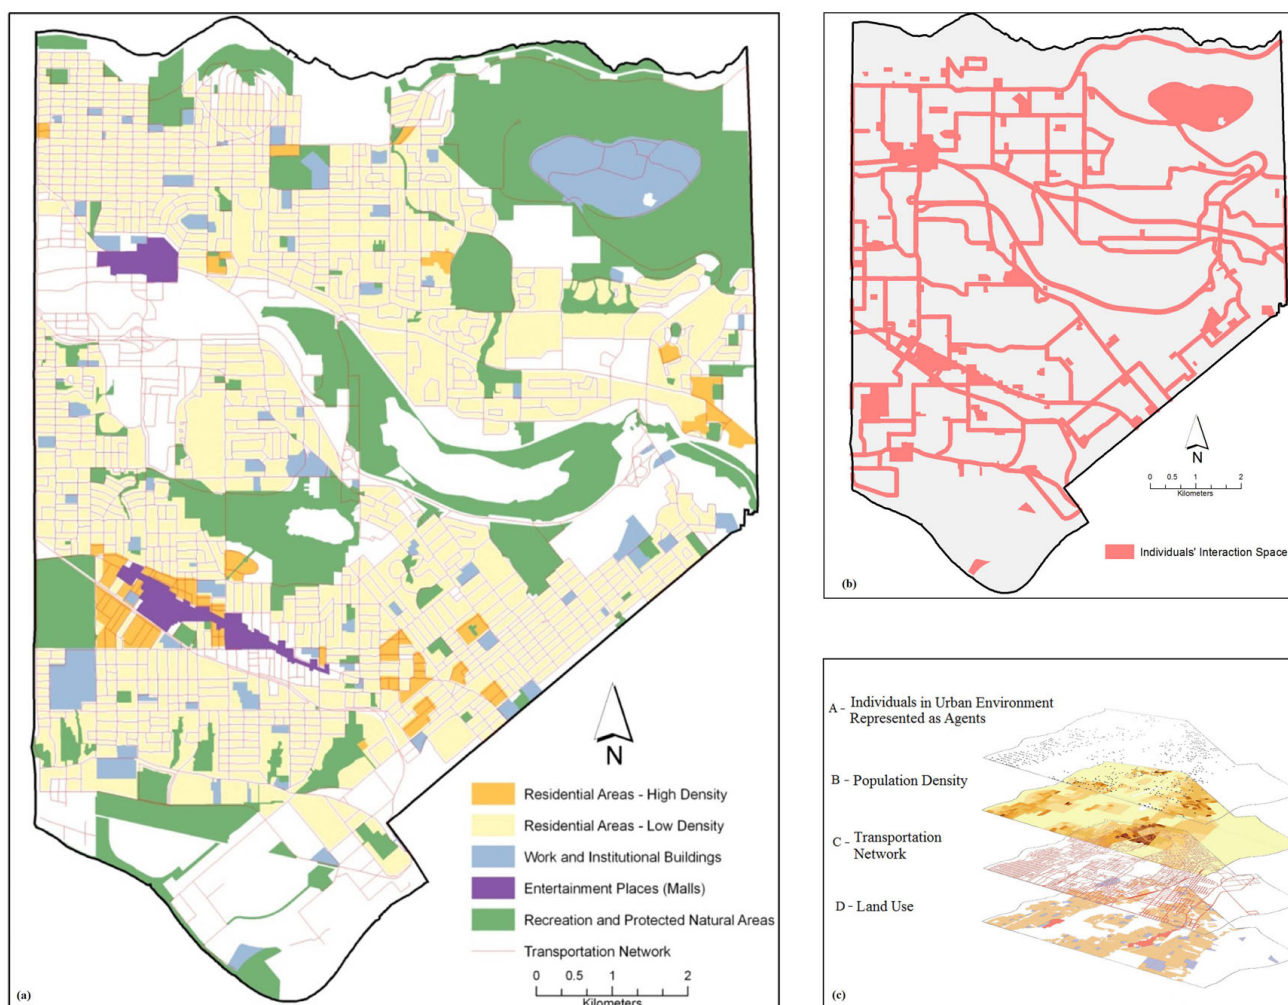 N
Residential Areas - High Density
Residential Areas - Low Density
Work and Institutional Buildings
Entertainment Places (Malls)
Recreation and Protected Natural Areas
Transportation Network
0 0.5 1 2
Kilometers
(a)
N
0 0.5 1 2
Kilometers
Individuals' Interaction Space
(b)
A - Individuals in Urban Environment
Represented as Agents
B - Population Density
C - Transportation
Network
D - Land Use
(c)